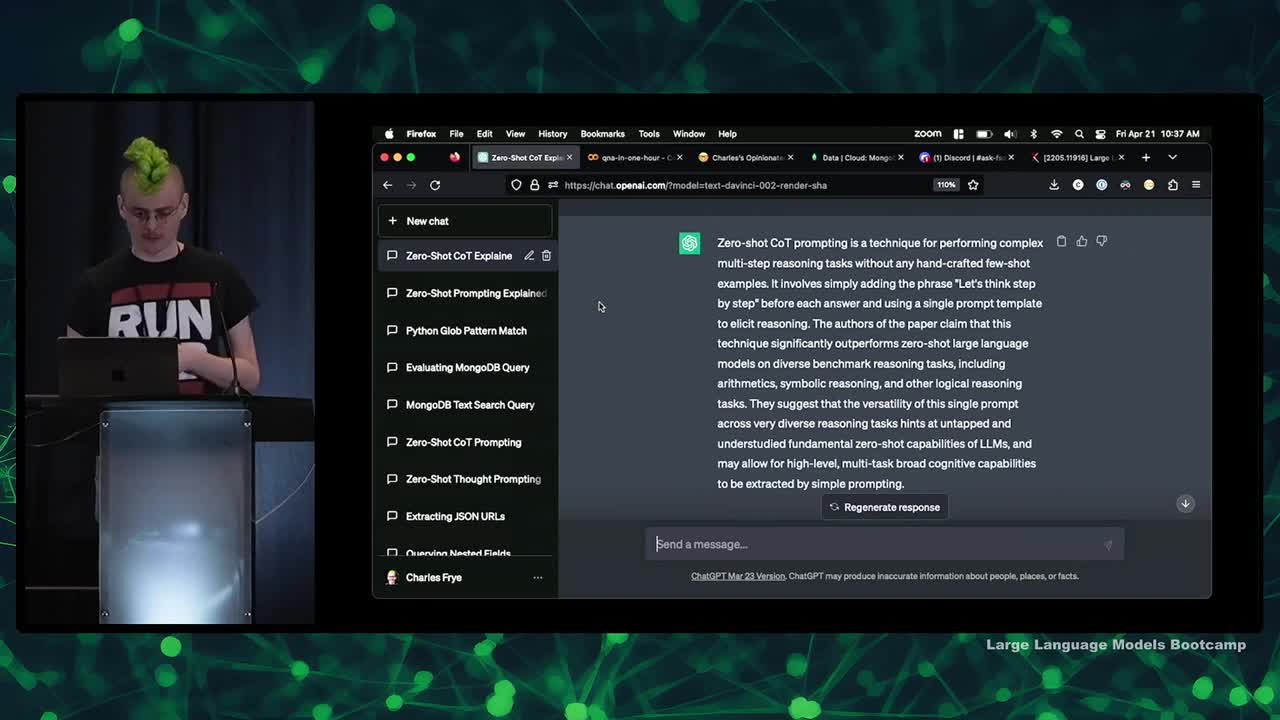 RUN
Firefox File Edit View History Bookmarks Tools Window Help
zoom
Fri Apr 21 10:37 AM
Zero-Shot CoT Expla
qna-in-one-hour - C
Charles's Opinionate
Data | Cloud: Mongo
(1) Discord | #ask-fs
[2205.11916] Large L
https://chat.openai.com/?model=text-davinci-002-render-sha
110%
+ New chat
Zero-Shot CoT Explaine
Zero-Shot Prompting Explained
Python Glob Pattern Match
Evaluating MongoDB Query
MongoDB Text Search Query
Zero-Shot CoT Prompting
Zero-Shot Thought Prompting
Extracting JSON URLs
Querying Nested Fields
Charles Frye
Zero-shot CoT prompting is a technique for performing complex
multi-step reasoning tasks without any hand-crafted few-shot
examples. It involves simply adding the phrase "Let's think step
by step" before each answer and using a single prompt template
to elicit reasoning. The authors of the paper claim that this
technique significantly outperforms zero-shot large language
models on diverse benchmark reasoning tasks, including
arithmetics, symbolic reasoning, and other logical reasoning
tasks. They suggest that the versatility of this single prompt
across very diverse reasoning tasks hints at untapped and
understudied fundamental zero-shot capabilities of LLMs, and
may allow for high-level, multi-task broad cognitive capabilities
to be extracted by simple prompting.
Regenerate response
Send a message...
ChatGPT Mar 23 Version. ChatGPT may produce inaccurate information about people, places, or facts.
Large Language Models Bootcamp